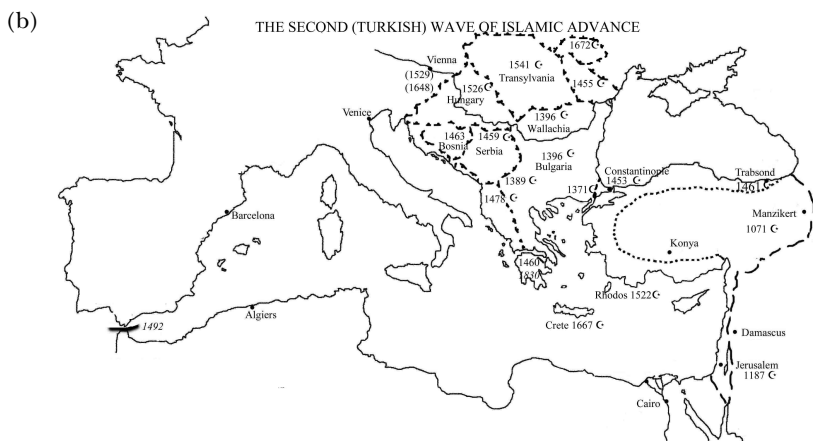 (b)
THE SECOND (TURKISH) WAVE OF ISLAMIC ADVANCE
1672☪
Vienna
(1529)
(1648)
1541 ☪
Transylvania
1526☪
Hungary
1455☪
Venice
1396 ☪
Wallachia
1463
Bosnia
1459☪
Serbia
1396 ☪
Bulgaria
Constantinople
1453 ☪
Trabsond
1461☪
1389 ☪
1371☪
1478 ☪
Barcelona
Manzikert
1071 ☪
Konya
1460
1830
Rhodos 1522☪
Algiers
1492
Crete 1667 ☪
Damascus
Jerusalem
1187 ☪
Cairo